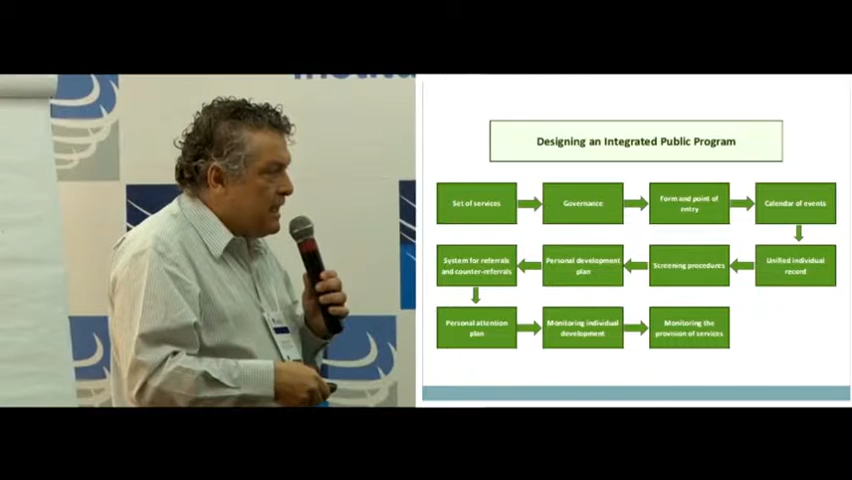 Designing an Integrated Public Program
Set of services
Governance
Form and point of
entry
Calendar of events
System for referrals
and counter-referrals
Personal development
plan
Screening procedures
Unified individual
record
Personal attention
plan
Monitoring individual
development
Monitoring the
provision of services